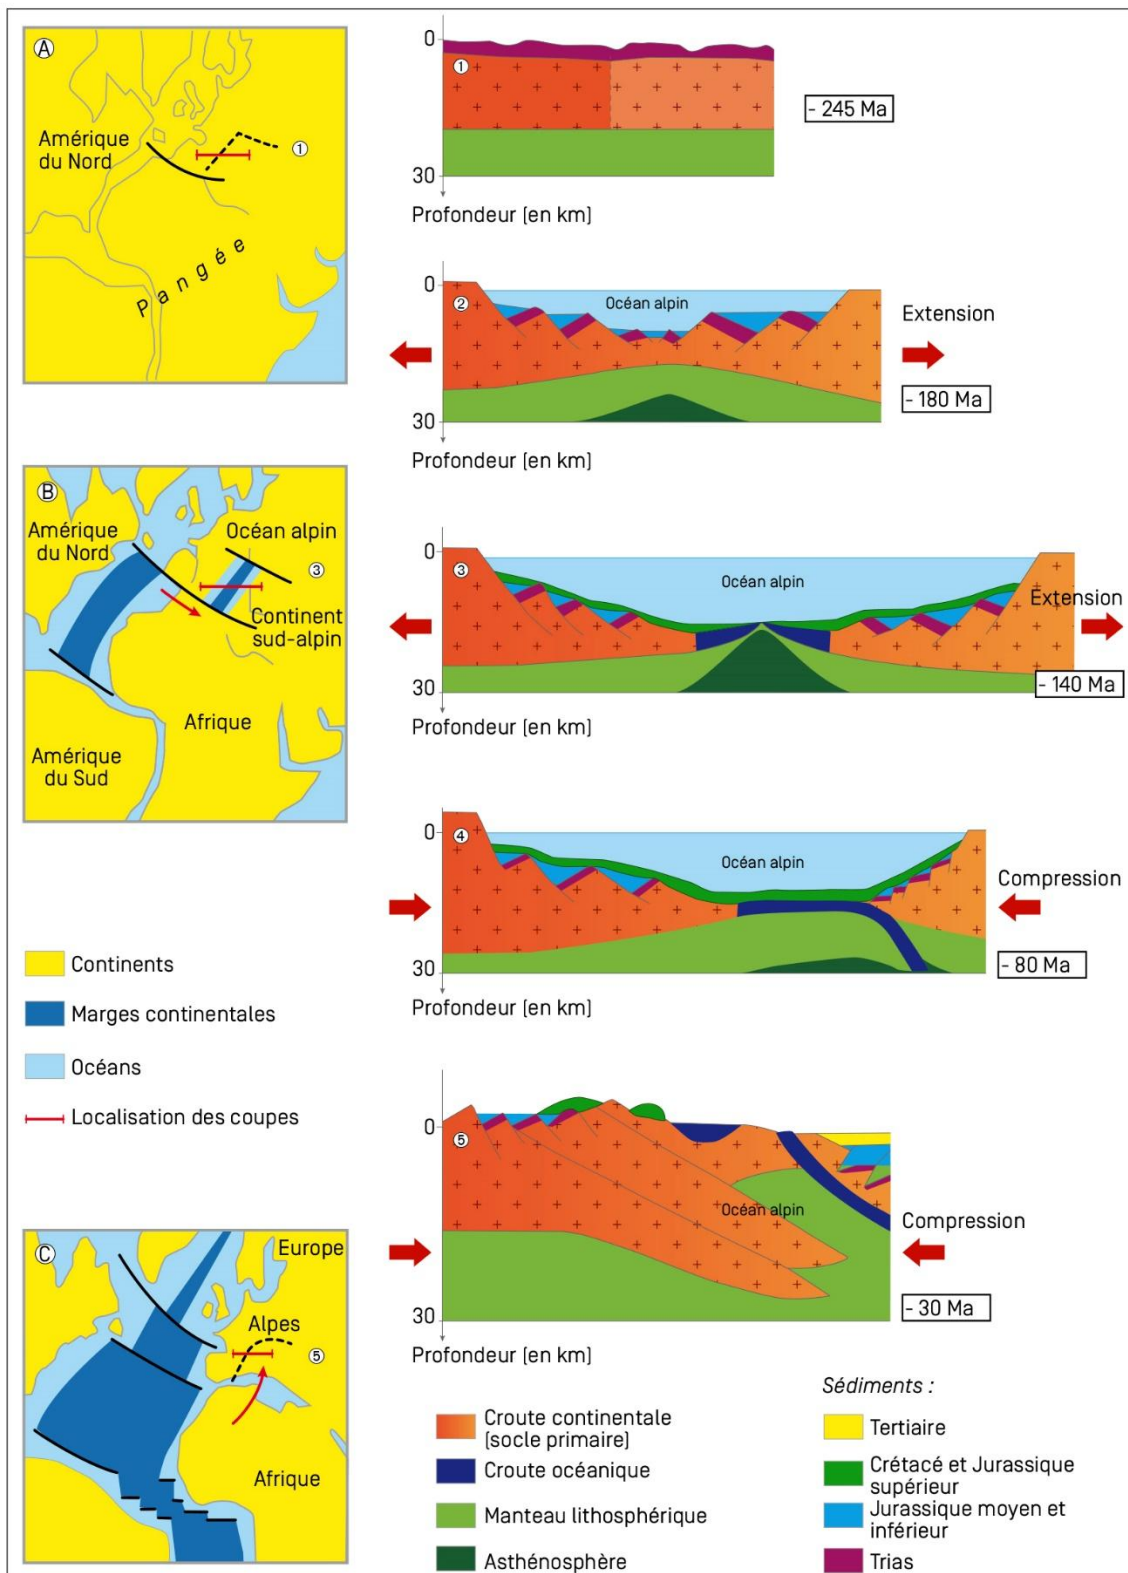 A
Amérique
du Nord
1
Pangée
0
1
30
Profondeur (en km)
- 245 Ma
0
2
Océan alpin
30
Profondeur (en km)
Extension
- 180 Ma
B
Amérique
du Nord
Océan alpin
3
Continent
sud-alpin
Afrique
Amérique
du Sud
0
3
Océan alpin
30
Profondeur (en km)
Extension
- 140 Ma
0
4
Océan alpin
30
Profondeur (en km)
Compression
- 80 Ma
Continents
Marges continentales
Océans
Localisation des coupes
0
5
Océan alpin
30
Profondeur (en km)
Compression
- 30 Ma
C
Europe
Alpes
5
Afrique
Croute continentale
(socle primaire)
Croute océanique
Manteau lithosphérique
Asthénosphère
Sédiments :
Tertiaire
Crétacé et Jurassique
supérieur
Jurassique moyen et
inférieur
Trias